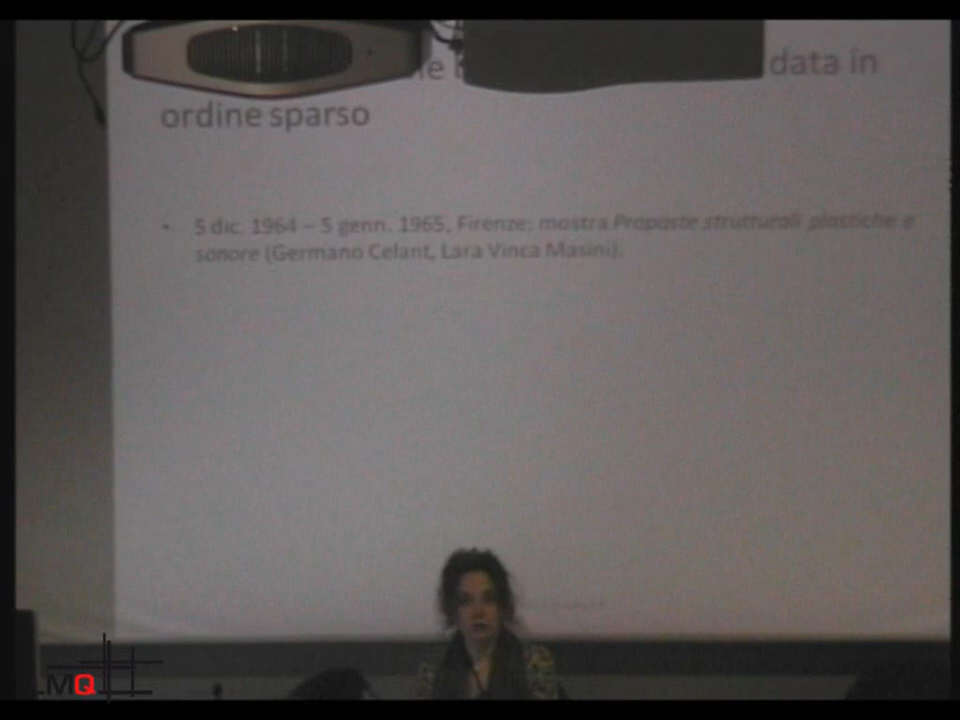 data in
ordine sparso
• 5 dic. 1964 – 5 genn. 1965, Firenze: mostra Proposte strutturali plastiche e
sonore (Germano Celant, Lara Vinca Masini).
MQ